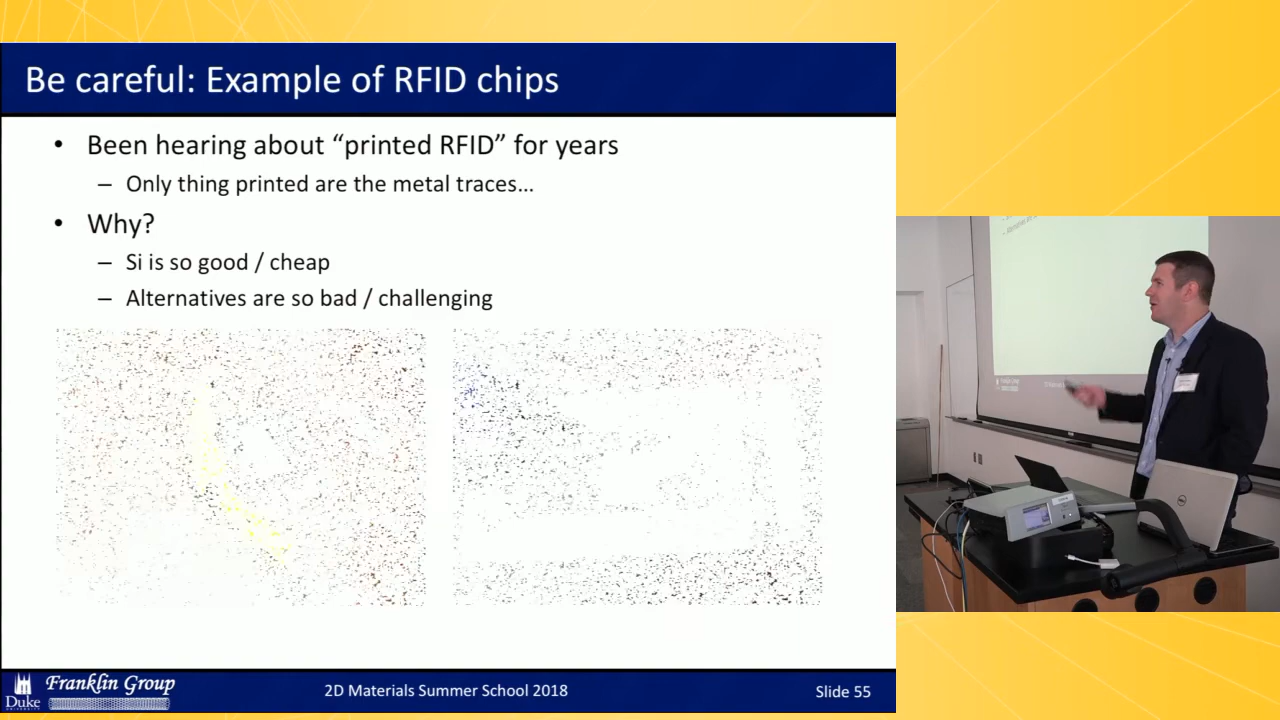 Be careful: Example of RFID chips
• Been hearing about “printed RFID” for years
– Only thing printed are the metal traces…
• Why?
– Si is so good / cheap
– Alternatives are so bad / challenging
Duke
Franklin Group
2D Materials Summer School 2018
Slide 55
DELL